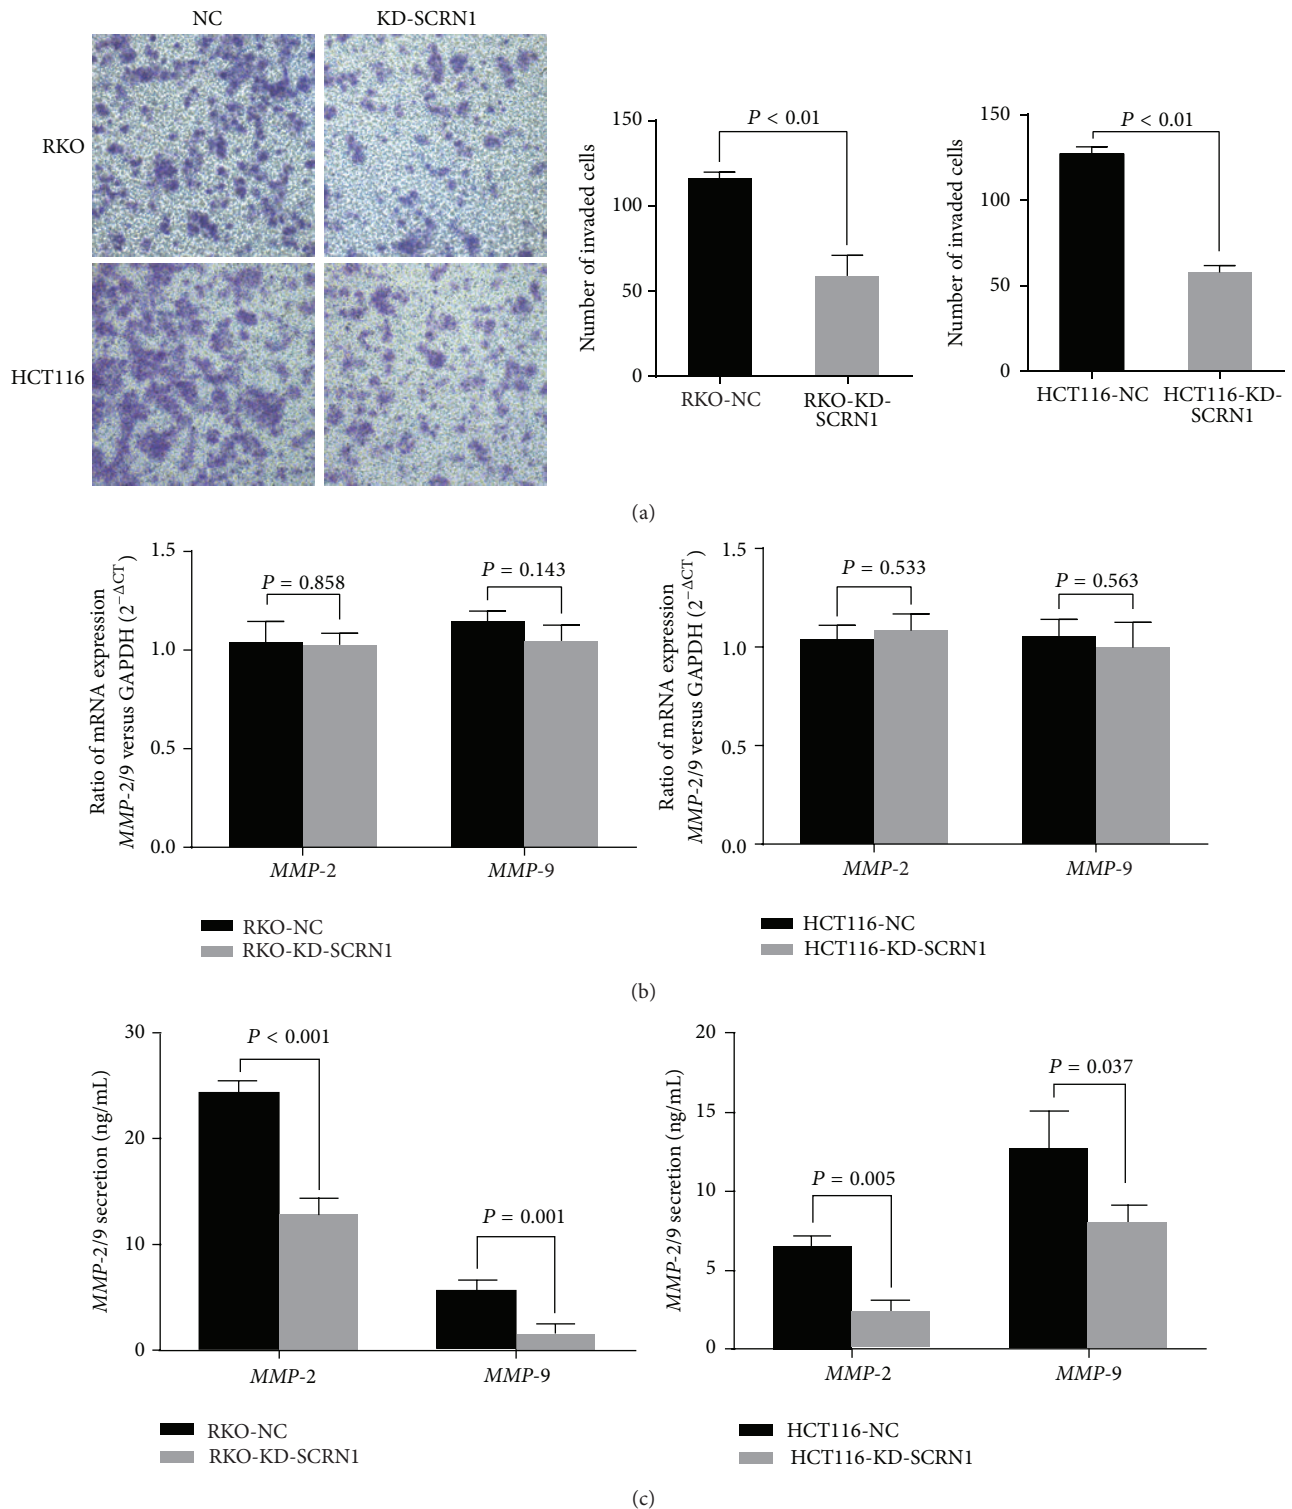 NC KD-SCRN1
RKO
HCT116
Number of invaded cells
150
100
50
0
P < 0.01
RKO-NC RKO-KD-
SCRN1
Number of invaded cells
150
100
50
0
P < 0.01
HCT116-NC HCT116-KD-
SCRN1
(a)
Ratio of mRNA expression
MMP-2/9 versus GAPDH (2^−ΔCT)
1.5
1.0
0.5
0.0
P = 0.858
P = 0.143
MMP-2 MMP-9
RKO-NC
RKO-KD-SCRN1
Ratio of mRNA expression
MMP-2/9 versus GAPDH (2^−ΔCT)
1.5
1.0
0.5
0.0
P = 0.533
P = 0.563
MMP-2 MMP-9
HCT116-NC
HCT116-KD-SCRN1
(b)
MMP-2/9 secretion (ng/mL)
30
20
10
0
P < 0.001
P = 0.001
MMP-2 MMP-9
RKO-NC
RKO-KD-SCRN1
MMP-2/9 secretion (ng/mL)
20
15
10
5
0
P = 0.005
P = 0.037
MMP-2 MMP-9
HCT116-NC
HCT116-KD-SCRN1
(c)